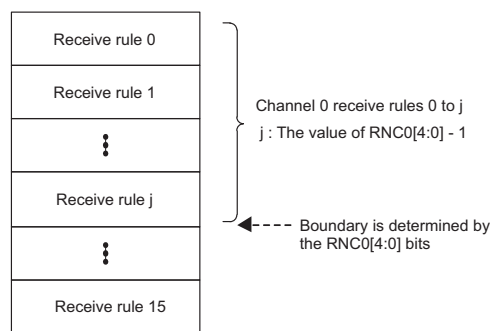 Receive rule 0
Receive rule 1
Receive rule j
Receive rule 15
Channel 0 receive rules 0 to j
j : The value of RNC0[4:0] - 1
Boundary is determined by
the RNC0[4:0] bits